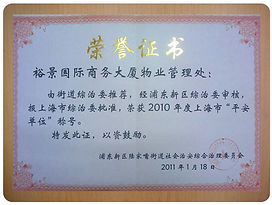 荣誉证书
裕景国际商务大厦物业管理处：
由街道综治委推荐，经浦东新区综治委审核，
报上海市综治委批准，荣获2010年度上海市“平安
单位”称号。
特发此证，以资鼓励。
浦东新区陆家嘴街道社会治安综合治理委员会
2011年1月18日